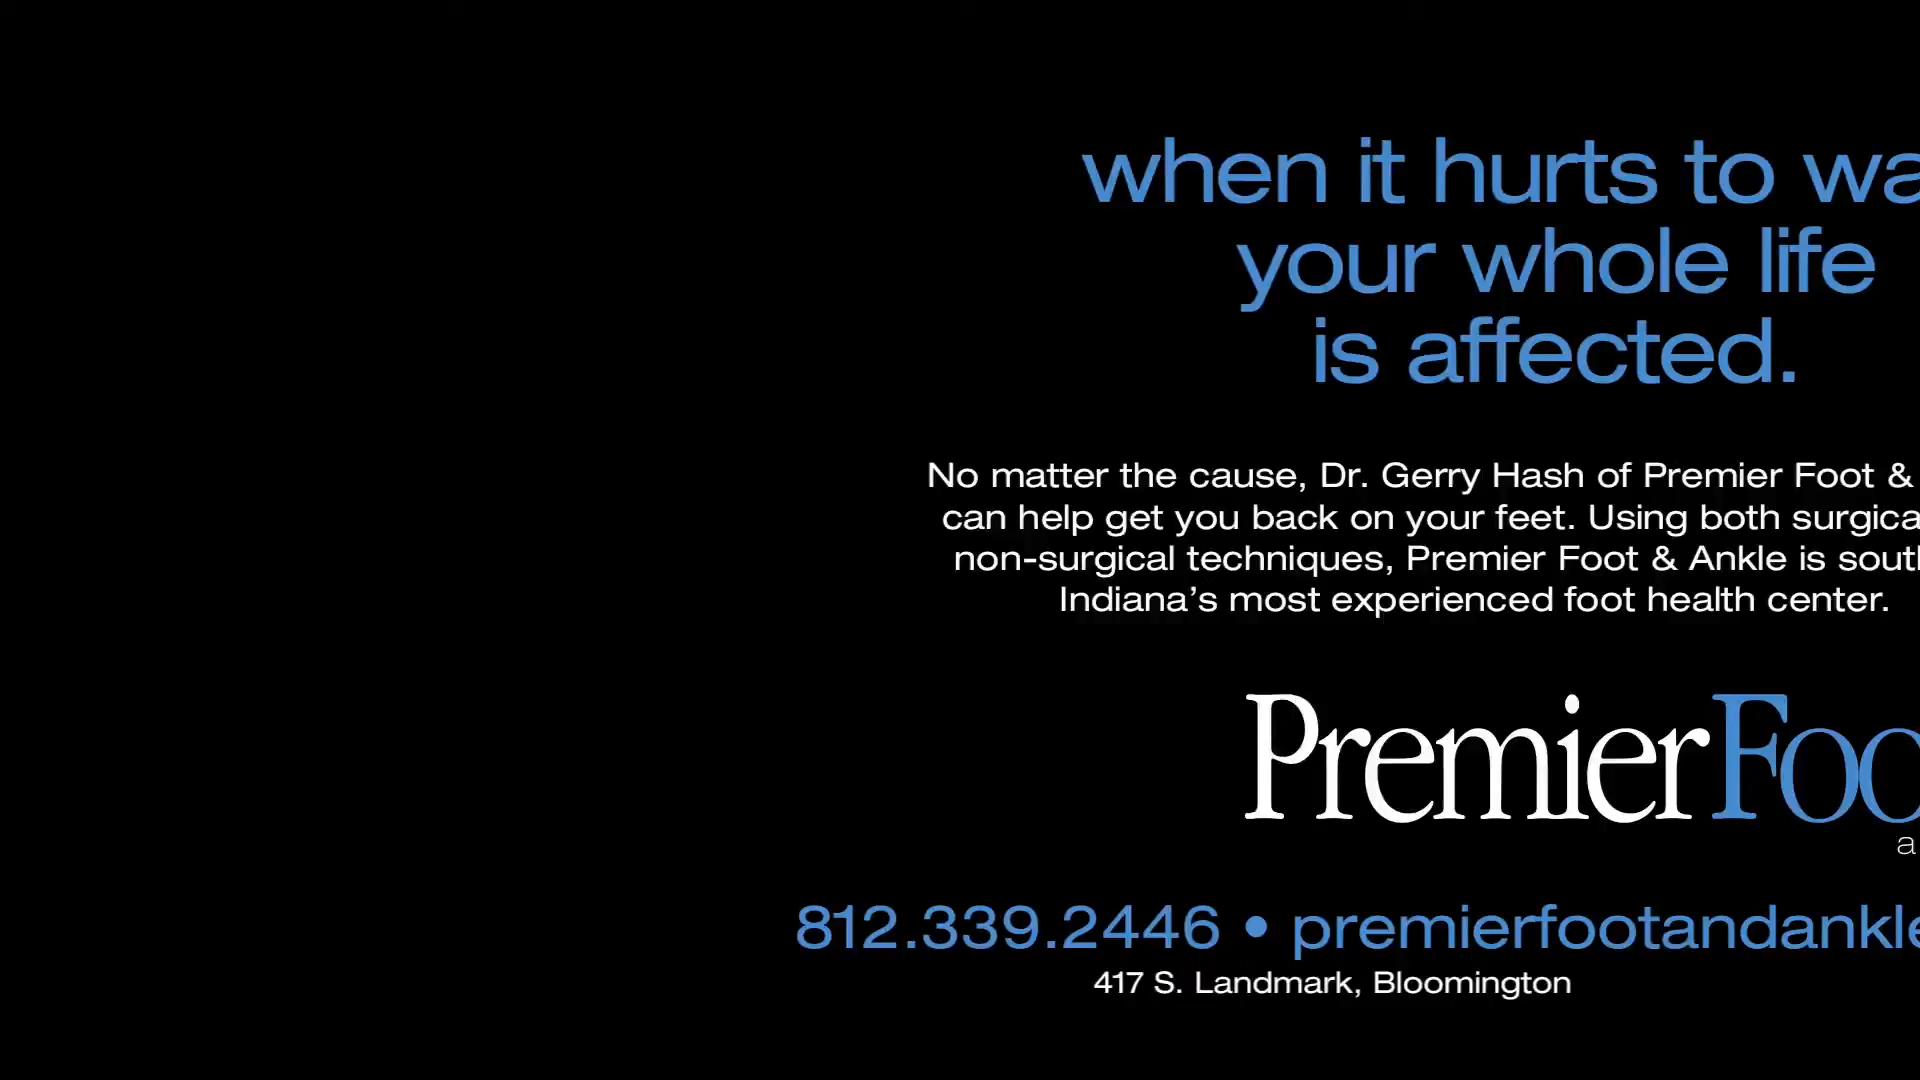 when it hurts to wa
your whole life
is affected.
No matter the cause, Dr. Gerry Hash of Premier Foot &
can help get you back on your feet. Using both surgica
non-surgical techniques, Premier Foot & Ankle is sout
Indiana’s most experienced foot health center.
PremierFoo
a
812.339.2446 • premierfootandankle
417 S. Landmark, Bloomington